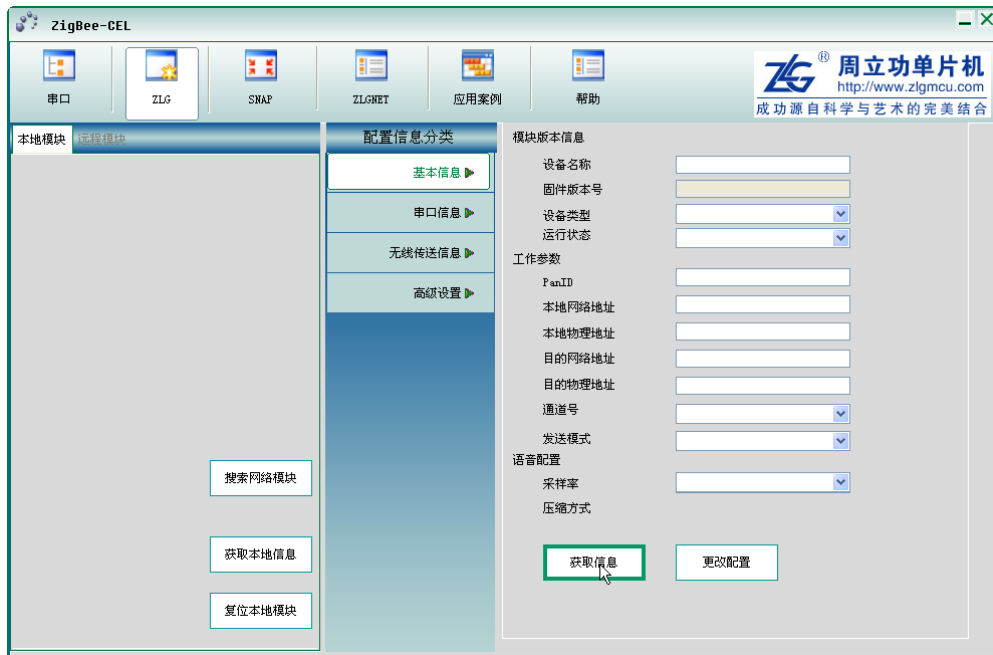 ZigBee-CEL
串口
ZLG
SNAP
ZLGNET
应用案例
帮助
ZLG® 周立功单片机
http://www.zlgmcu.com
成功源自科学与艺术的完美结合
本地模块 远程模块
搜索网络模块
获取本地信息
复位本地模块
配置信息分类
基本信息
串口信息
无线传送信息
高级设置
模块版本信息
设备名称
固件版本号
设备类型
运行状态
工作参数
PanID
本地网络地址
本地物理地址
目的网络地址
目的物理地址
通道号
发送模式
语音配置
采样率
压缩方式
获取信息
更改配置